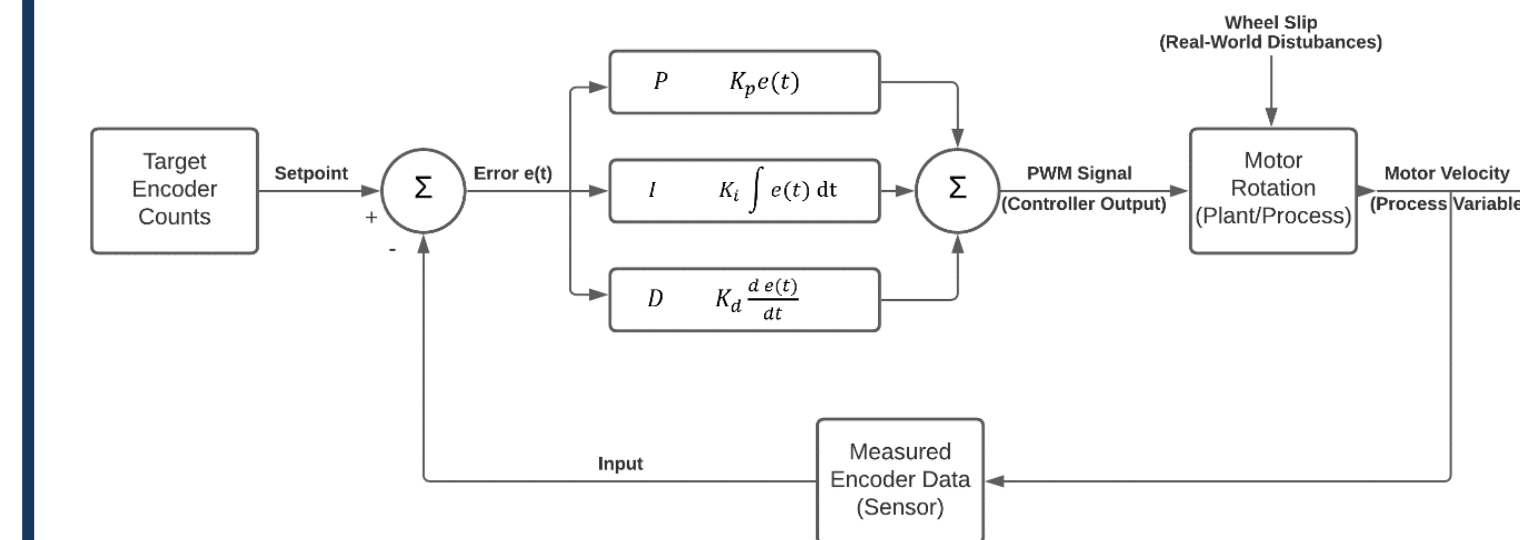 Wheel Slip
(Real-World Distubances)
P K_p e(t)
Target
Encoder
Counts
Setpoint
+
-
Σ
Error e(t)
I K_i ∫ e(t) dt
Σ
PWM Signal
(Controller Output)
Motor
Rotation
(Plant/Process)
Motor Velocity
(Process Variable
D K_d d e(t)/dt
Input
Measured
Encoder Data
(Sensor)